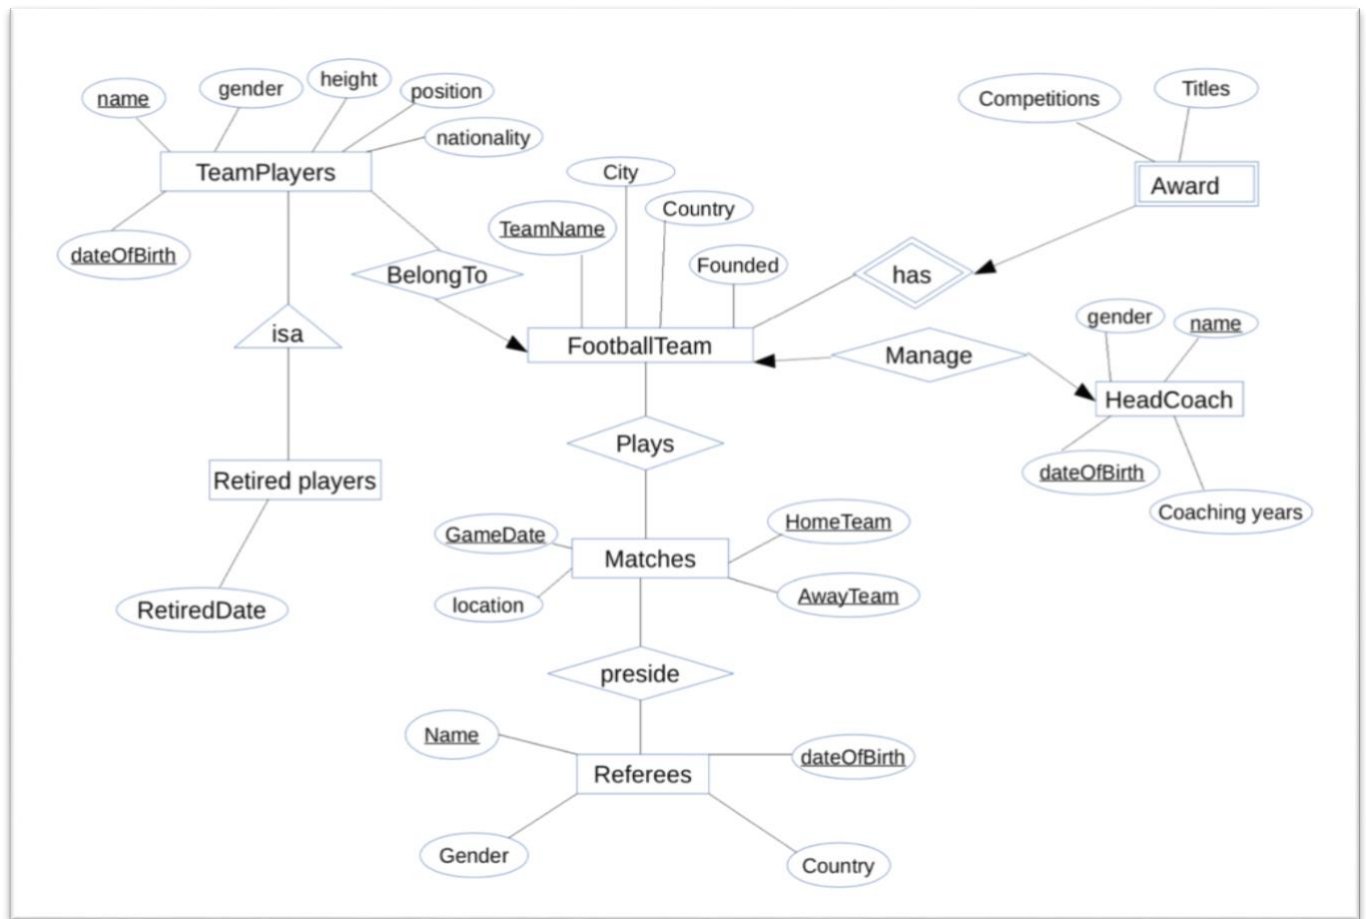 name
gender
height
position
nationality
TeamPlayers
dateOfBirth
BelongTo
isa
Retired players
RetiredDate
City
TeamName
Country
Founded
FootballTeam
Competitions
Titles
Award
has
Manage
gender
name
HeadCoach
dateOfBirth
Coaching years
Plays
GameDate
HomeTeam
Matches
location
AwayTeam
preside
Name
dateOfBirth
Referees
Gender
Country